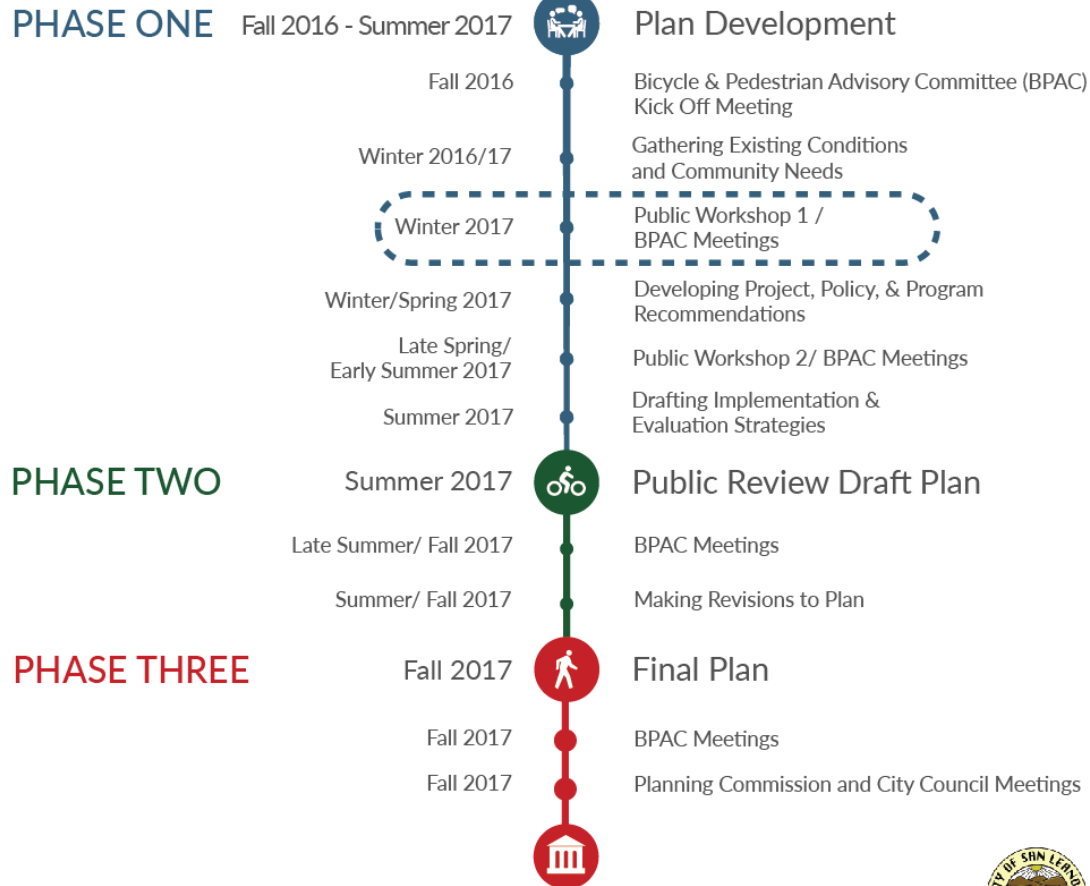 PHASE ONE Fall 2016 - Summer 2017 Plan Development
Fall 2016 Bicycle & Pedestrian Advisory Committee (BPAC)
Kick Off Meeting
Winter 2016/17 Gathering Existing Conditions
and Community Needs
Winter 2017 Public Workshop 1 /
BPAC Meetings
Winter/Spring 2017 Developing Project, Policy, & Program
Recommendations
Late Spring/
Early Summer 2017 Public Workshop 2/ BPAC Meetings
Summer 2017 Drafting Implementation &
Evaluation Strategies
PHASE TWO Summer 2017 Public Review Draft Plan
Late Summer/ Fall 2017 BPAC Meetings
Summer/ Fall 2017 Making Revisions to Plan
PHASE THREE Fall 2017 Final Plan
Fall 2017 BPAC Meetings
Fall 2017 Planning Commission and City Council Meetings
OF SAN